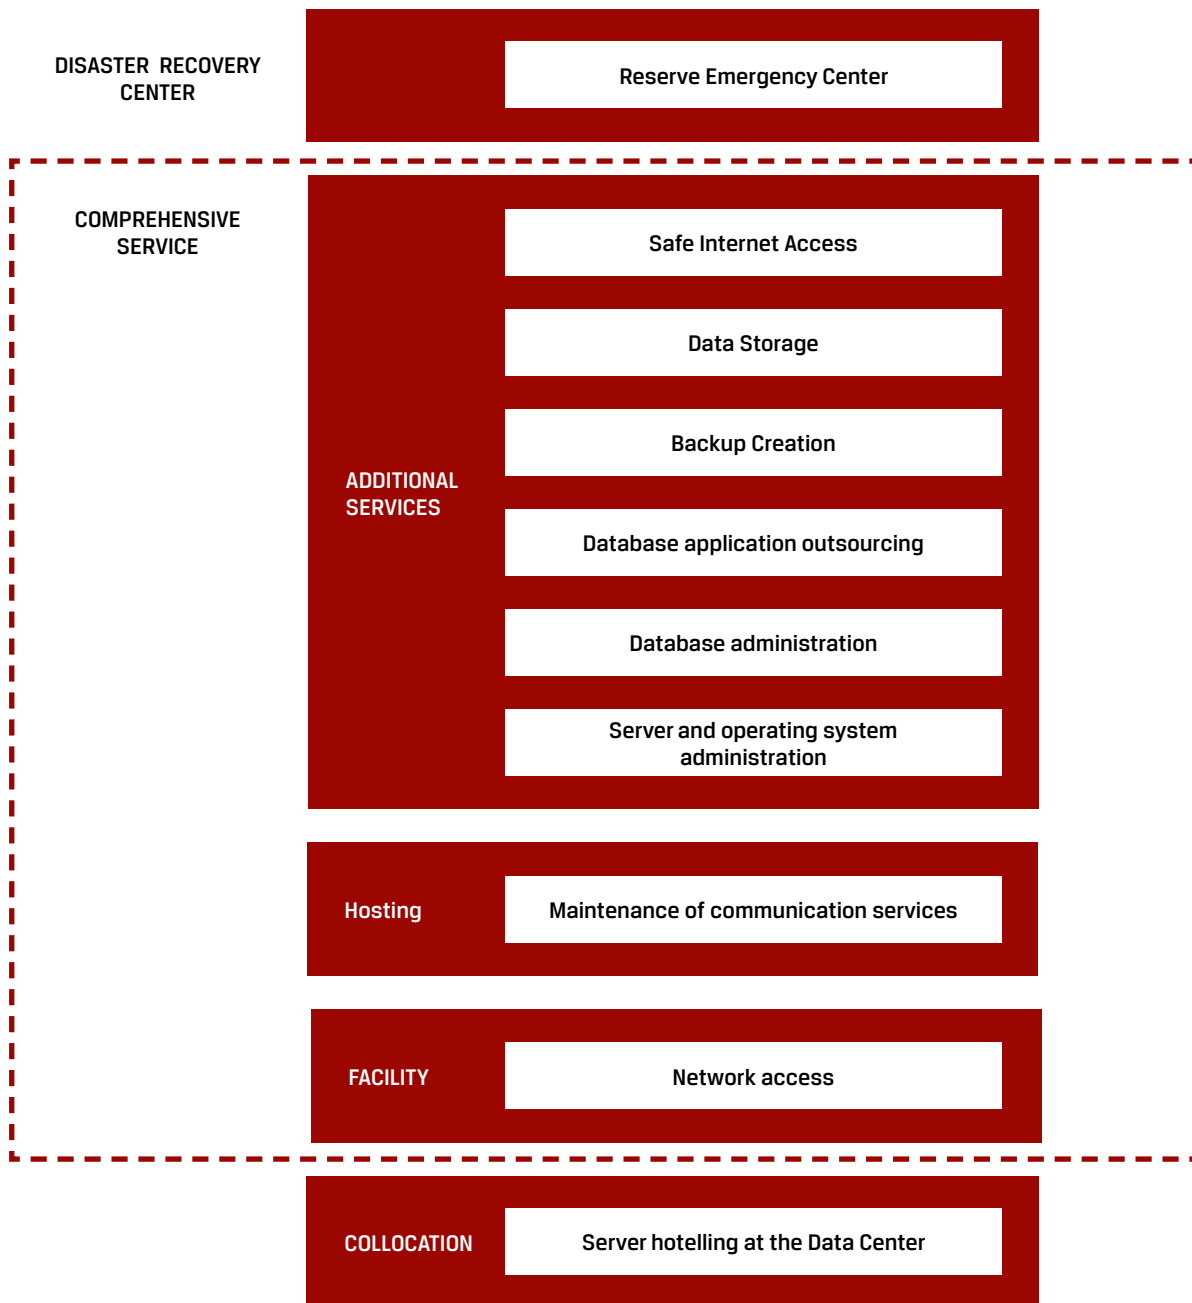 DISASTER RECOVERY
CENTER
Reserve Emergency Center
COMPREHENSIVE
SERVICE
Safe Internet Access
Data Storage
Backup Creation
ADDITIONAL
SERVICES
Database application outsourcing
Database administration
Server and operating system
administration
Hosting
Maintenance of communication services
FACILITY
Network access
COLLOCATION
Server hotelling at the Data Center